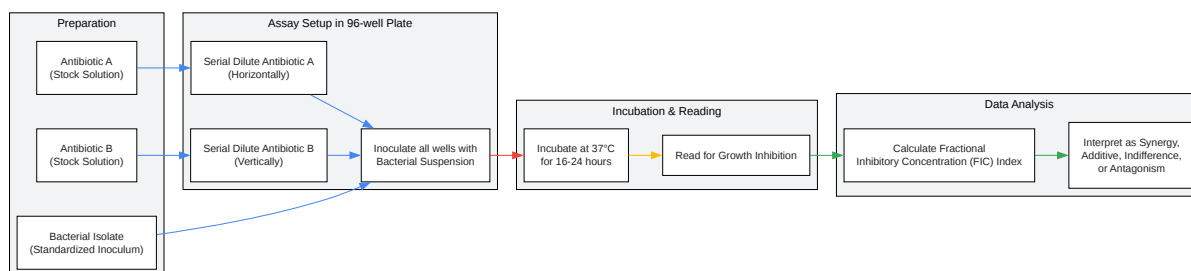 Preparation
Antibiotic A
(Stock Solution)
Antibiotic B
(Stock Solution)
Bacterial Isolate
(Standardized Inoculum)
Assay Setup in 96-well Plate
Serial Dilute Antibiotic A
(Horizontally)
Serial Dilute Antibiotic B
(Vertically)
Inoculate all wells with
Bacterial Suspension
Incubation & Reading
Incubate at 37°C
for 16-24 hours
Read for Growth Inhibition
Data Analysis
Calculate Fractional
Inhibitory Concentration (FIC) Index
Interpret as Synergy,
Additive, Indifference,
or Antagonism